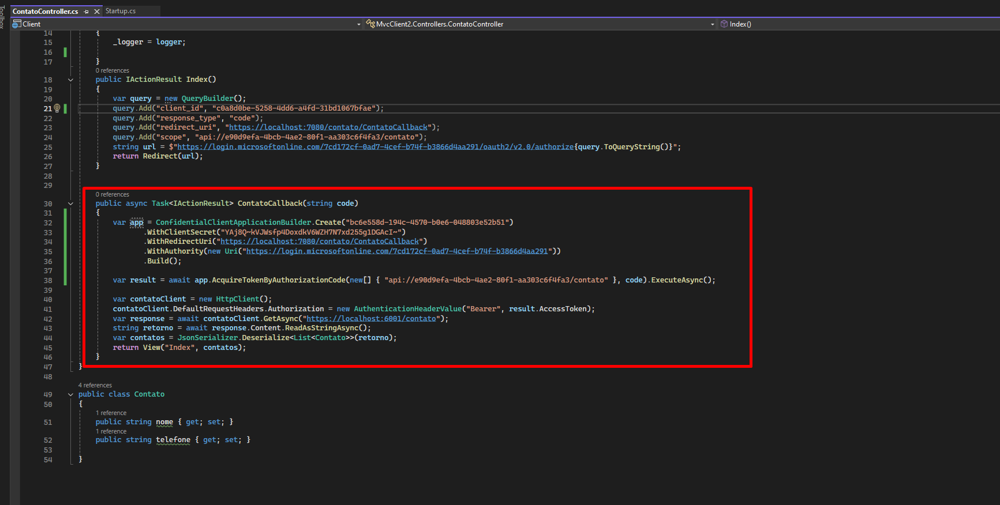 Toolbox
ContatoController.cs
Startup.cs
Client
MvcClient2.Controllers.ContatoController
Index()
14 {
15 _logger = logger;
16
17 }
0 references
18 public IActionResult Index()
19 {
20 var query = new QueryBuilder();
21 query.Add("client_id", "c0a8d0be-5258-4dd6-a4fd-31bd1067bfae");
22 query.Add("response_type", "code");
23 query.Add("redirect_uri", "https://localhost:7080/contato/ContatoCallback");
24 query.Add("scope", "api://e90d9efa-4bcb-4ae2-80f1-aa303c6f4fa3/contato");
25 string url = $"https://login.microsoftonline.com/7cd172cf-0ad7-4cef-b74f-b3866d4aa291/oauth2/v2.0/authorize{query.ToQueryString()}";
26 return Redirect(url);
27 }
28
29
0 references
30 public async Task<IActionResult> ContatoCallback(string code)
31 {
32 var app = ConfidentialClientApplicationBuilder.Create("bc6e558d-194c-4570-b0e6-048803e52b51")
33 .WithClientSecret("YAj8Q~kVJWsfp4DoxdkV6WZH7N7xd255g1DGAcI~")
34 .WithRedirectUri("https://localhost:7080/contato/ContatoCallback")
35 .WithAuthority(new Uri("https://login.microsoftonline.com/7cd172cf-0ad7-4cef-b74f-b3866d4aa291"))
36 .Build();
37
38 var result = await app.AcquireTokenByAuthorizationCode(new[] { "api://e90d9efa-4bcb-4ae2-80f1-aa303c6f4fa3/contato" }, code).ExecuteAsync();
39
40 var contatoClient = new HttpClient();
41 contatoClient.DefaultRequestHeaders.Authorization = new AuthenticationHeaderValue("Bearer", result.AccessToken);
42 var response = await contatoClient.GetAsync("https://localhost:6001/contato");
43 string retorno = await response.Content.ReadAsStringAsync();
44 var contatos = JsonSerializer.Deserialize<List<Contato>>(retorno);
45 return View("Index", contatos);
46 }
47 }
48
4 references
49 public class Contato
50 {
1 reference
51 public string nome { get; set; }
1 reference
52 public string telefone { get; set; }
53
54 }